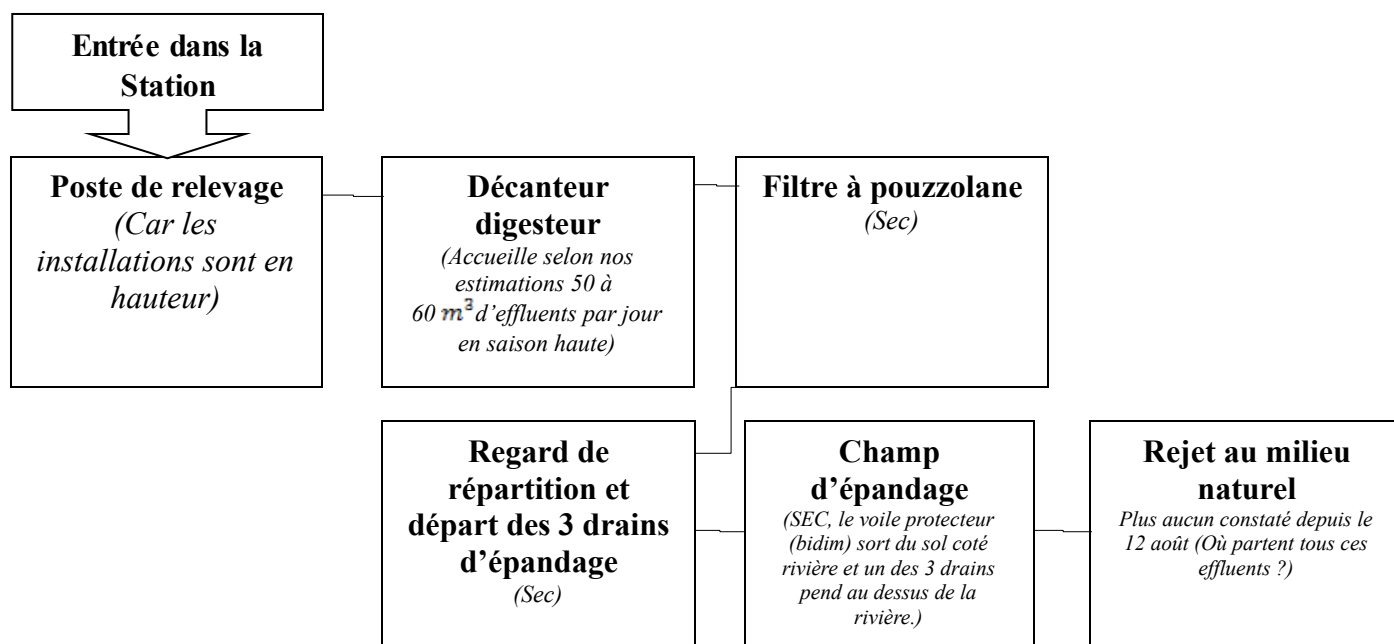 Entrée dans la
Station
Poste de relevage
(Car les
installations sont en
hauteur)
Décanteur
digesteur
(Accueille selon nos
estimations 50 à
60 m³ d’effluents par jour
en saison haute)
Filtre à pouzzolane
(Sec)
Regard de
répartition et
départ des 3 drains
d’épandage
(Sec)
Champ
d’épandage
(SEC, le voile protecteur
(bidim) sort du sol coté
rivière et un des 3 drains
pend au dessus de la
rivière.)
Rejet au milieu
naturel
Plus aucun constaté depuis le
12 août (Où partent tous ces
effluents ?)